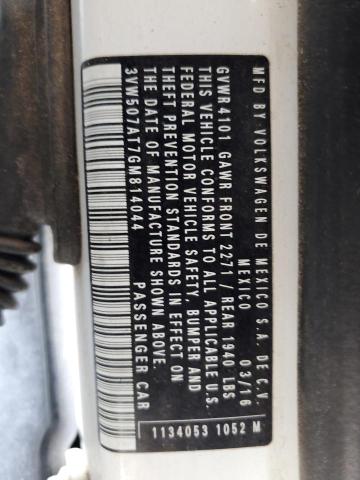 MFD BY VOLKSWAGEN DE MEXICO S.A. DE C.V.
MEXICO 03/16
GVWR4101 GAWR FRONT 2271 / REAR 1940 LBS
THIS VEHICLE CONFORMS TO ALL APPLICABLE U.S.
FEDERAL MOTOR VEHICLE SAFETY, BUMPER AND
THEFT PREVENTION STANDARDS IN EFFECT ON
THE DATE OF MANUFACTURE SHOWN ABOVE.
3VW507AT7GM814044 PASSENGER CAR
1134053 1052 M